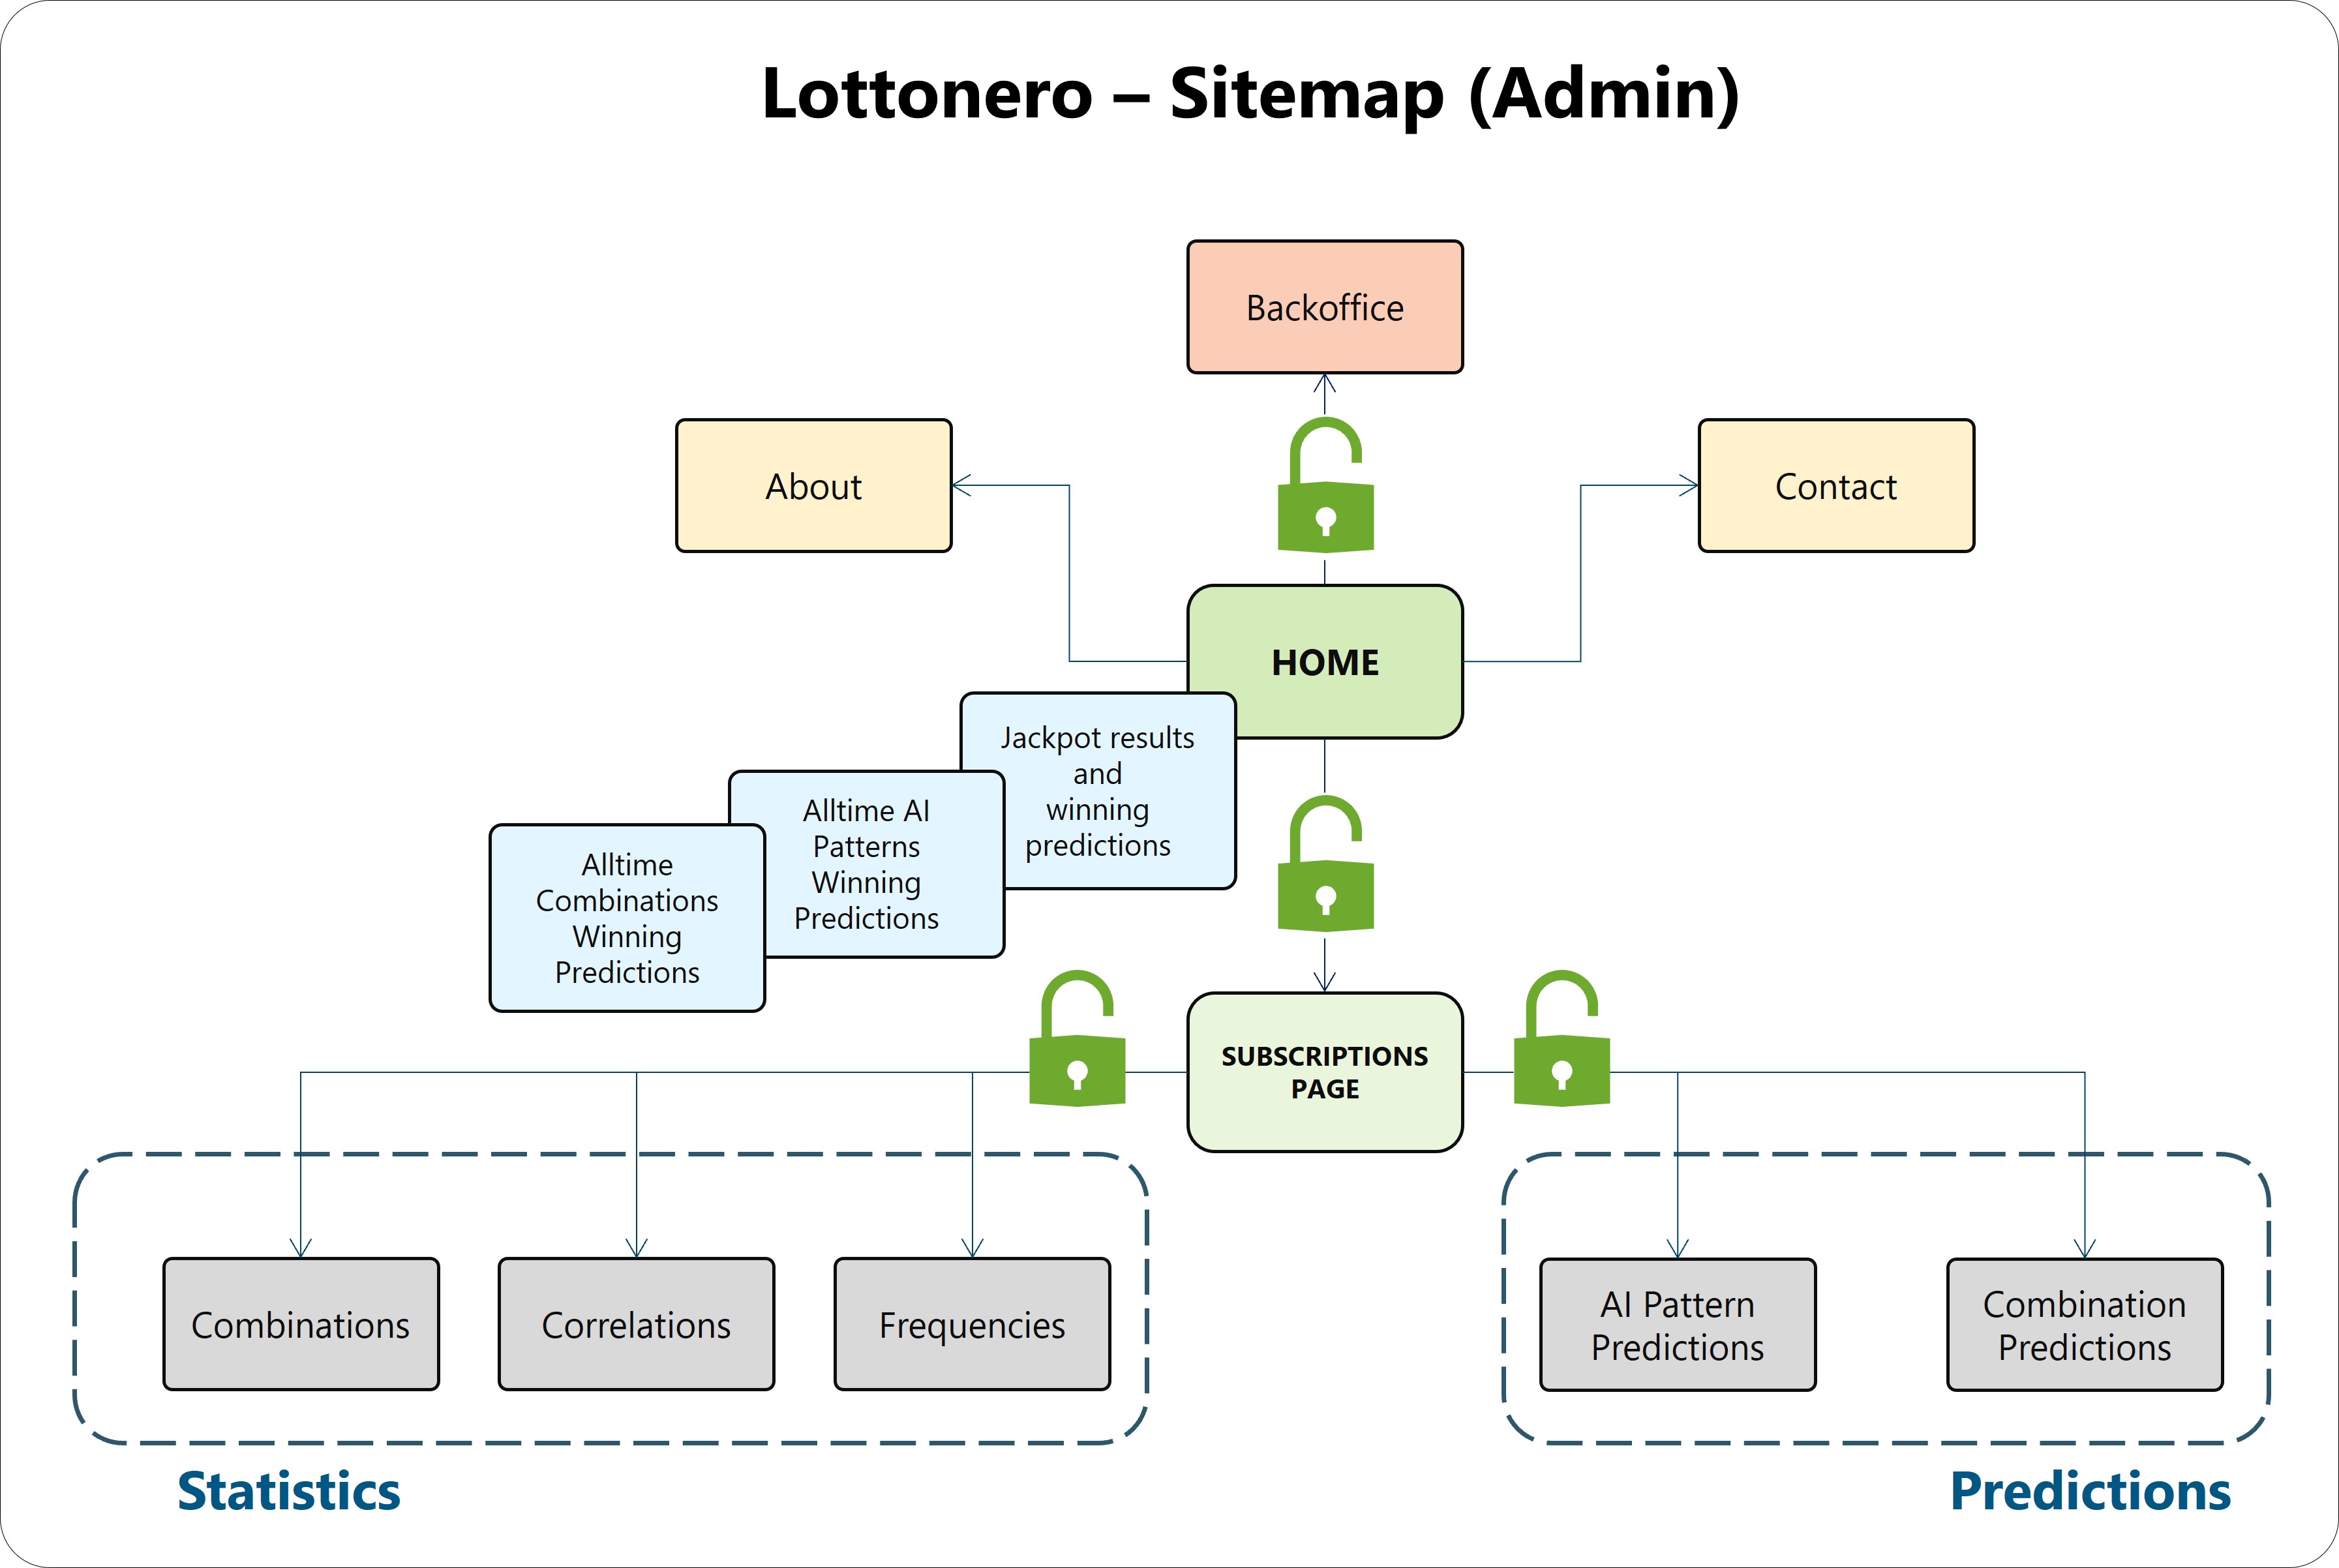 Lottonero – Sitemap (Admin)
Backoffice
About
Contact
HOME
Jackpot results
and
winning
predictions
Alltime AI
Patterns
Winning
Predictions
Alltime
Combinations
Winning
Predictions
SUBSCRIPTIONS
PAGE
Combinations
Correlations
Frequencies
AI Pattern
Predictions
Combination
Predictions
Statistics
Predictions